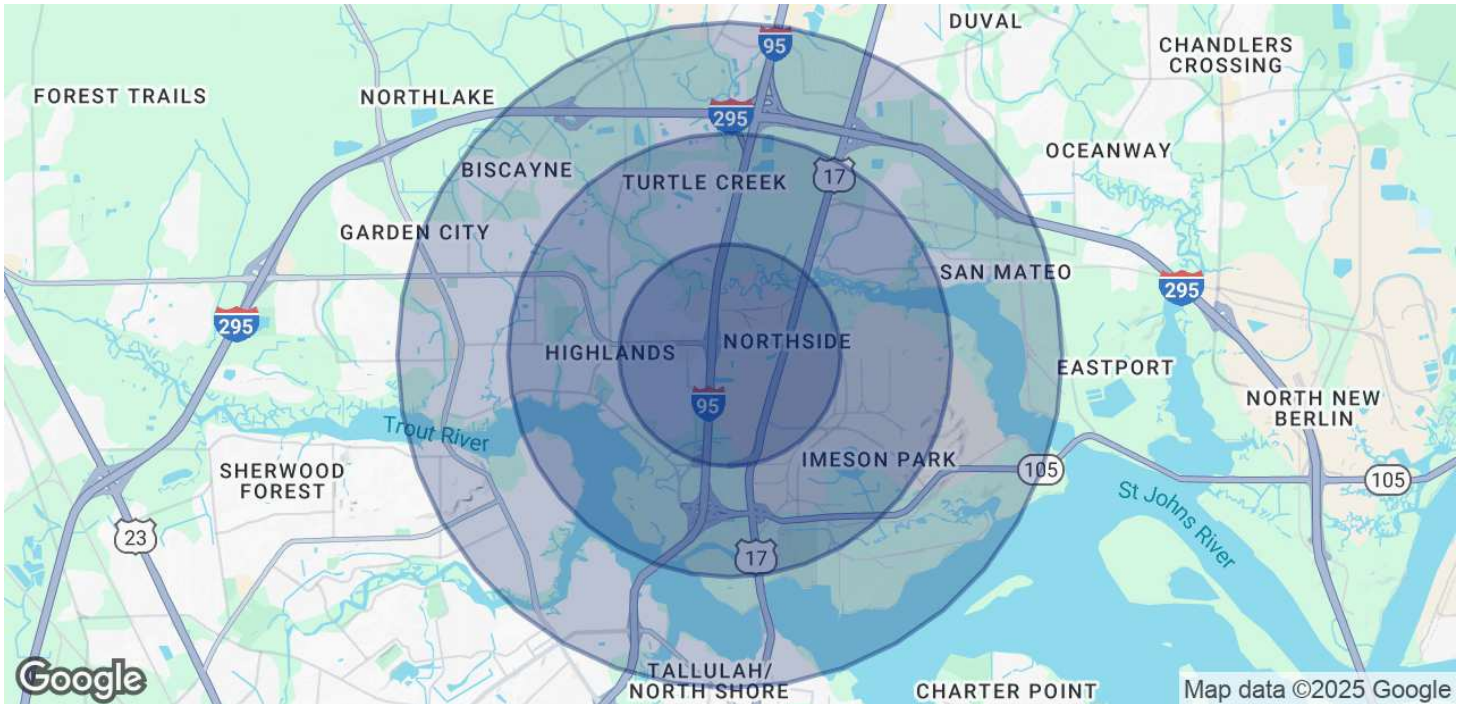 DUVAL
95
CHANDLERS
CROSSING
FOREST TRAILS
NORTHLAKE
295
OCEANWAY
BISCAYNE
TURTLE CREEK
17
GARDEN CITY
SAN MATEO
295
295
NORTHSIDE
HIGHLANDS
EASTPORT
95
NORTH NEW
BERLIN
Trout River
IMESON PARK
SHERWOOD
FOREST
105
105
St Johns River
23
17
TALLULAH/
NORTH SHORE
CHARTER POINT
Google
Map data ©2025 Google